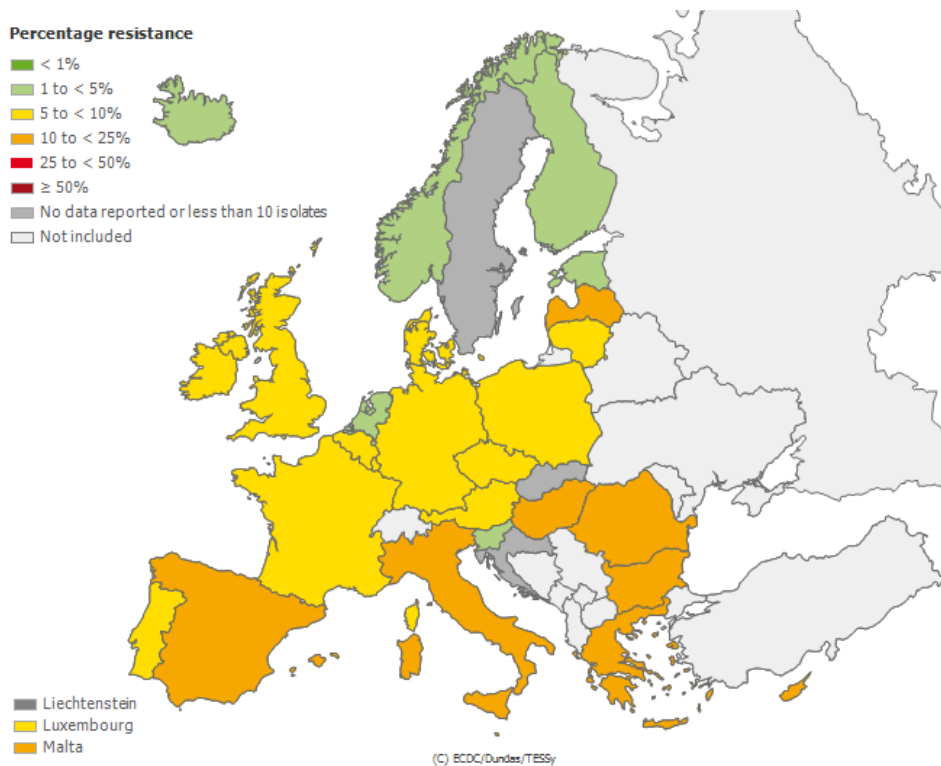 Percentage resistance
< 1%
1 to < 5%
5 to < 10%
10 to < 25%
25 to < 50%
≥ 50%
No data reported or less than 10 isolates
Not included
Liechtenstein
Luxembourg
Malta
(C) ECDC/Dundas/TESSy